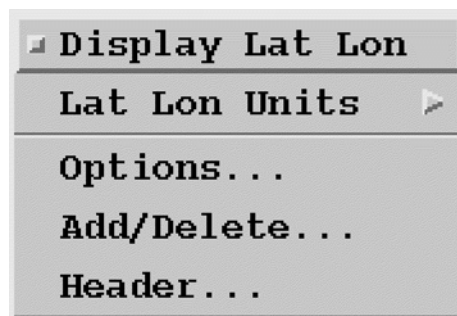 Display Lat Lon
Lat Lon Units
Options...
Add/Delete...
Header...